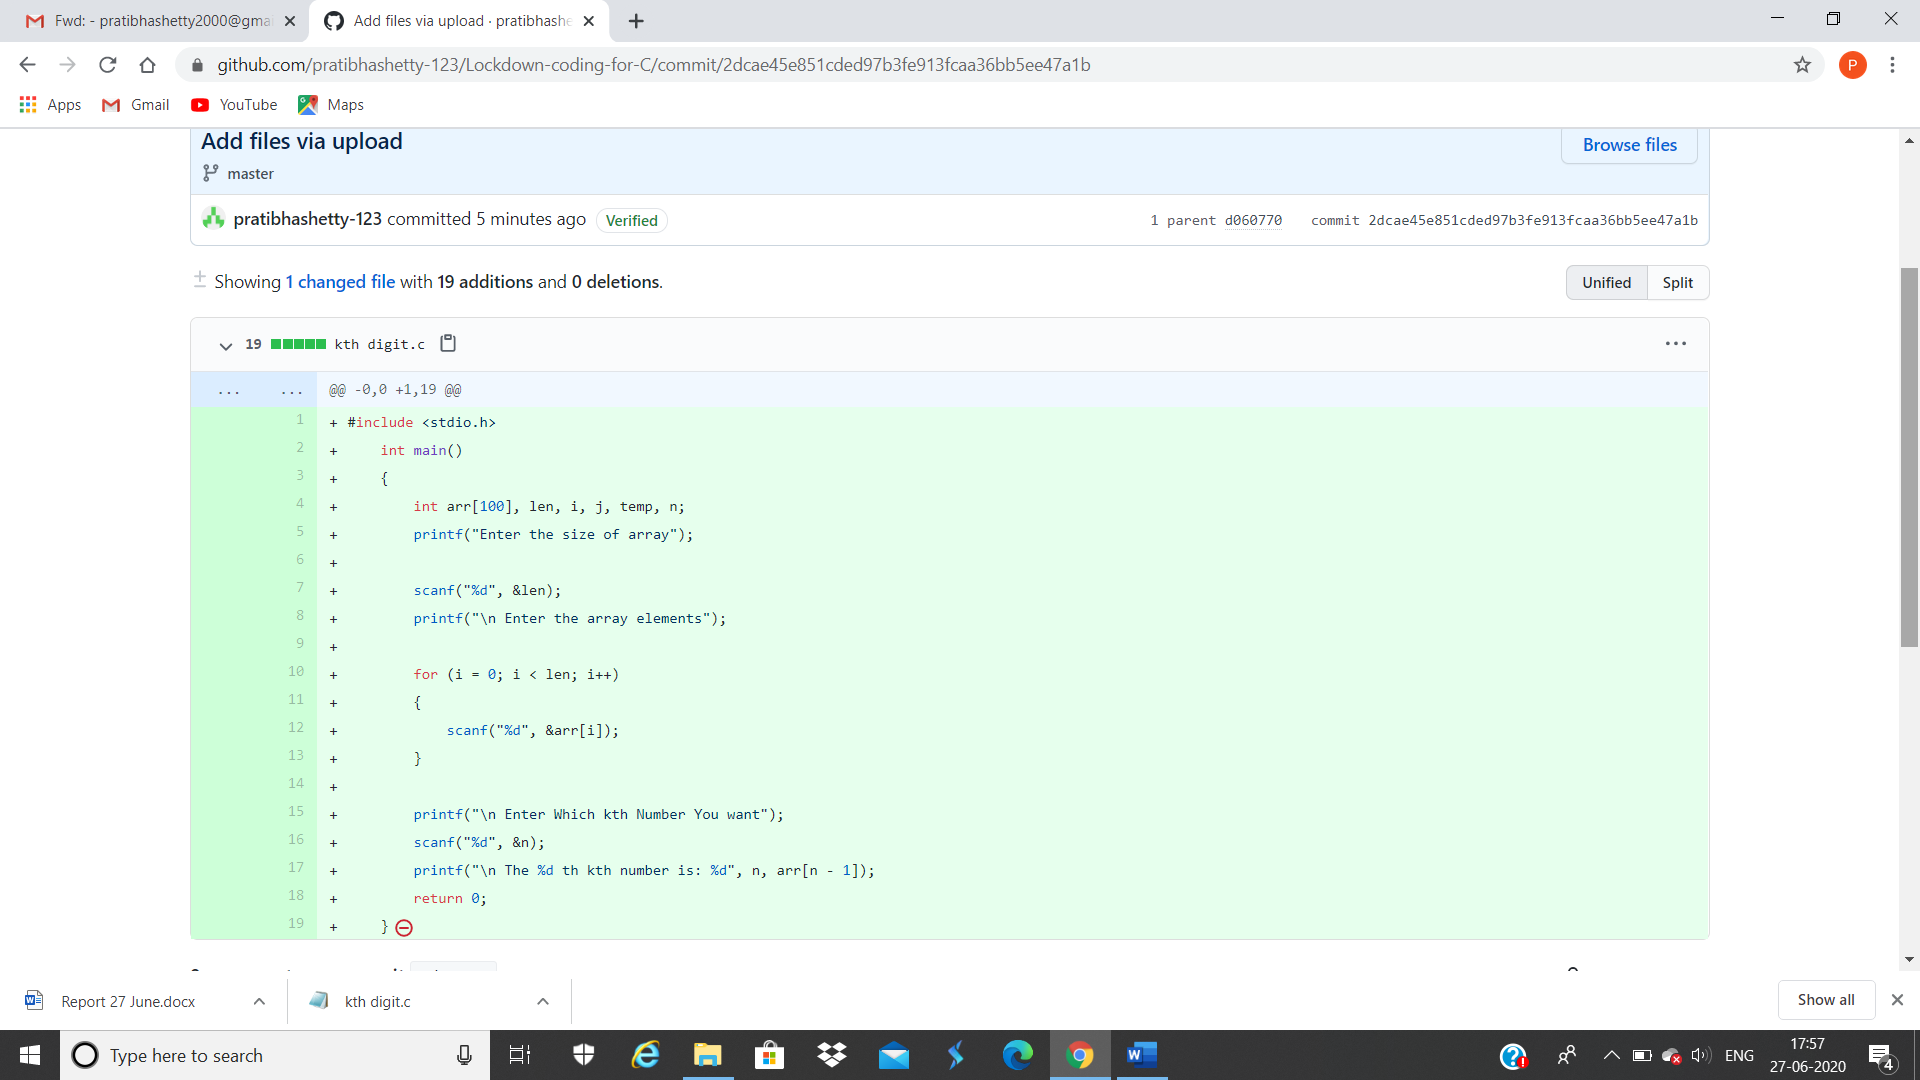 Fwd: - pratibhashetty2000@gmai
Add files via upload · pratibhashe
github.com/pratibhashetty-123/Lockdown-coding-for-C/commit/2dcae45e851cded97b3fe913fcaa36bb5ee47a1b
P
Apps Gmail YouTube Maps
Add files via upload
Browse files
master
pratibhashetty-123 committed 5 minutes ago Verified
1 parent d060770 commit 2dcae45e851cded97b3fe913fcaa36bb5ee47a1b
Showing 1 changed file with 19 additions and 0 deletions.
Unified Split
19 kth digit.c
... ... @@ -0,0 +1,19 @@
1 + #include <stdio.h>
2 + int main()
3 + {
4 + int arr[100], len, i, j, temp, n;
5 + printf("Enter the size of array");
6 +
7 + scanf("%d", &len);
8 + printf("\n Enter the array elements");
9 +
10 + for (i = 0; i < len; i++)
11 + {
12 + scanf("%d", &arr[i]);
13 + }
14 +
15 + printf("\n Enter Which kth Number You want");
16 + scanf("%d", &n);
17 + printf("\n The %d th kth number is: %d", n, arr[n - 1]);
18 + return 0;
19 + }
Report 27 June.docx
kth digit.c
Show all
Type here to search
ENG
17:57
27-06-2020
4